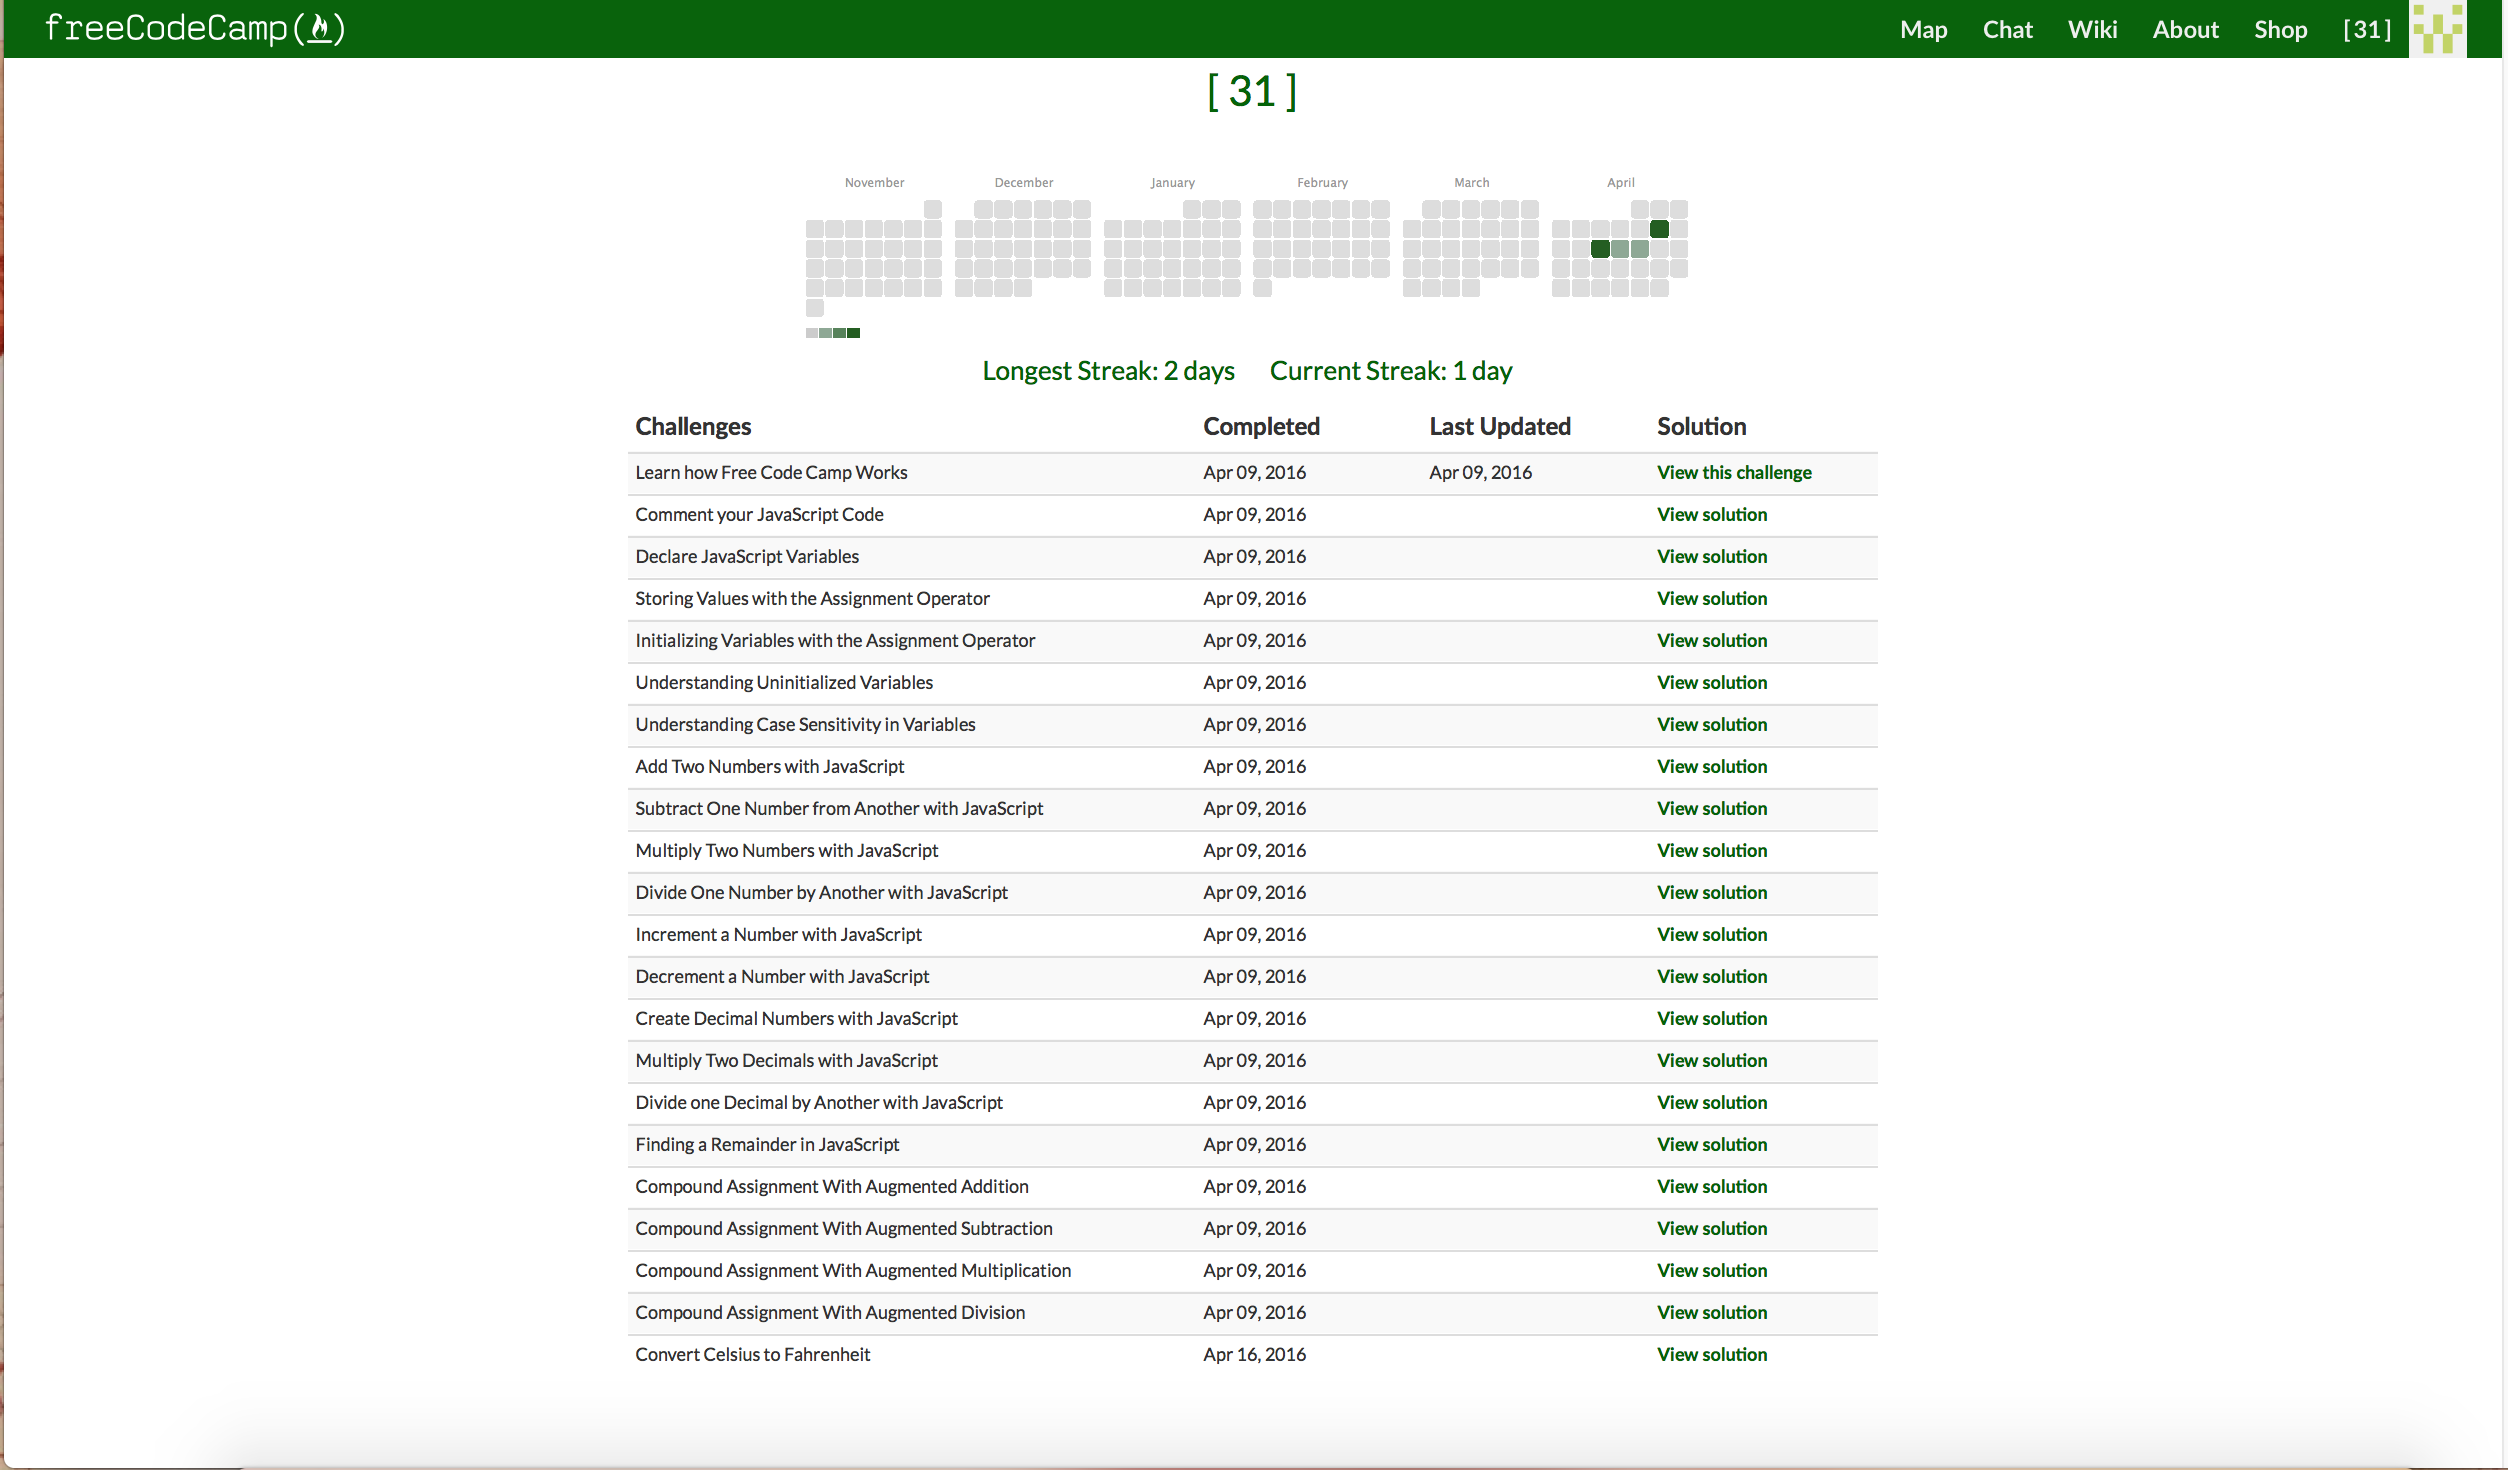 freeCodeCamp(🔥) Map Chat Wiki About Shop [31]
[ 31 ]
November December January February March April
Longest Streak: 2 days Current Streak: 1 day
Challenges Completed Last Updated Solution
Learn how Free Code Camp Works Apr 09, 2016 Apr 09, 2016 View this challenge
Comment your JavaScript Code Apr 09, 2016 View solution
Declare JavaScript Variables Apr 09, 2016 View solution
Storing Values with the Assignment Operator Apr 09, 2016 View solution
Initializing Variables with the Assignment Operator Apr 09, 2016 View solution
Understanding Uninitialized Variables Apr 09, 2016 View solution
Understanding Case Sensitivity in Variables Apr 09, 2016 View solution
Add Two Numbers with JavaScript Apr 09, 2016 View solution
Subtract One Number from Another with JavaScript Apr 09, 2016 View solution
Multiply Two Numbers with JavaScript Apr 09, 2016 View solution
Divide One Number by Another with JavaScript Apr 09, 2016 View solution
Increment a Number with JavaScript Apr 09, 2016 View solution
Decrement a Number with JavaScript Apr 09, 2016 View solution
Create Decimal Numbers with JavaScript Apr 09, 2016 View solution
Multiply Two Decimals with JavaScript Apr 09, 2016 View solution
Divide one Decimal by Another with JavaScript Apr 09, 2016 View solution
Finding a Remainder in JavaScript Apr 09, 2016 View solution
Compound Assignment With Augmented Addition Apr 09, 2016 View solution
Compound Assignment With Augmented Subtraction Apr 09, 2016 View solution
Compound Assignment With Augmented Multiplication Apr 09, 2016 View solution
Compound Assignment With Augmented Division Apr 09, 2016 View solution
Convert Celsius to Fahrenheit Apr 16, 2016 View solution